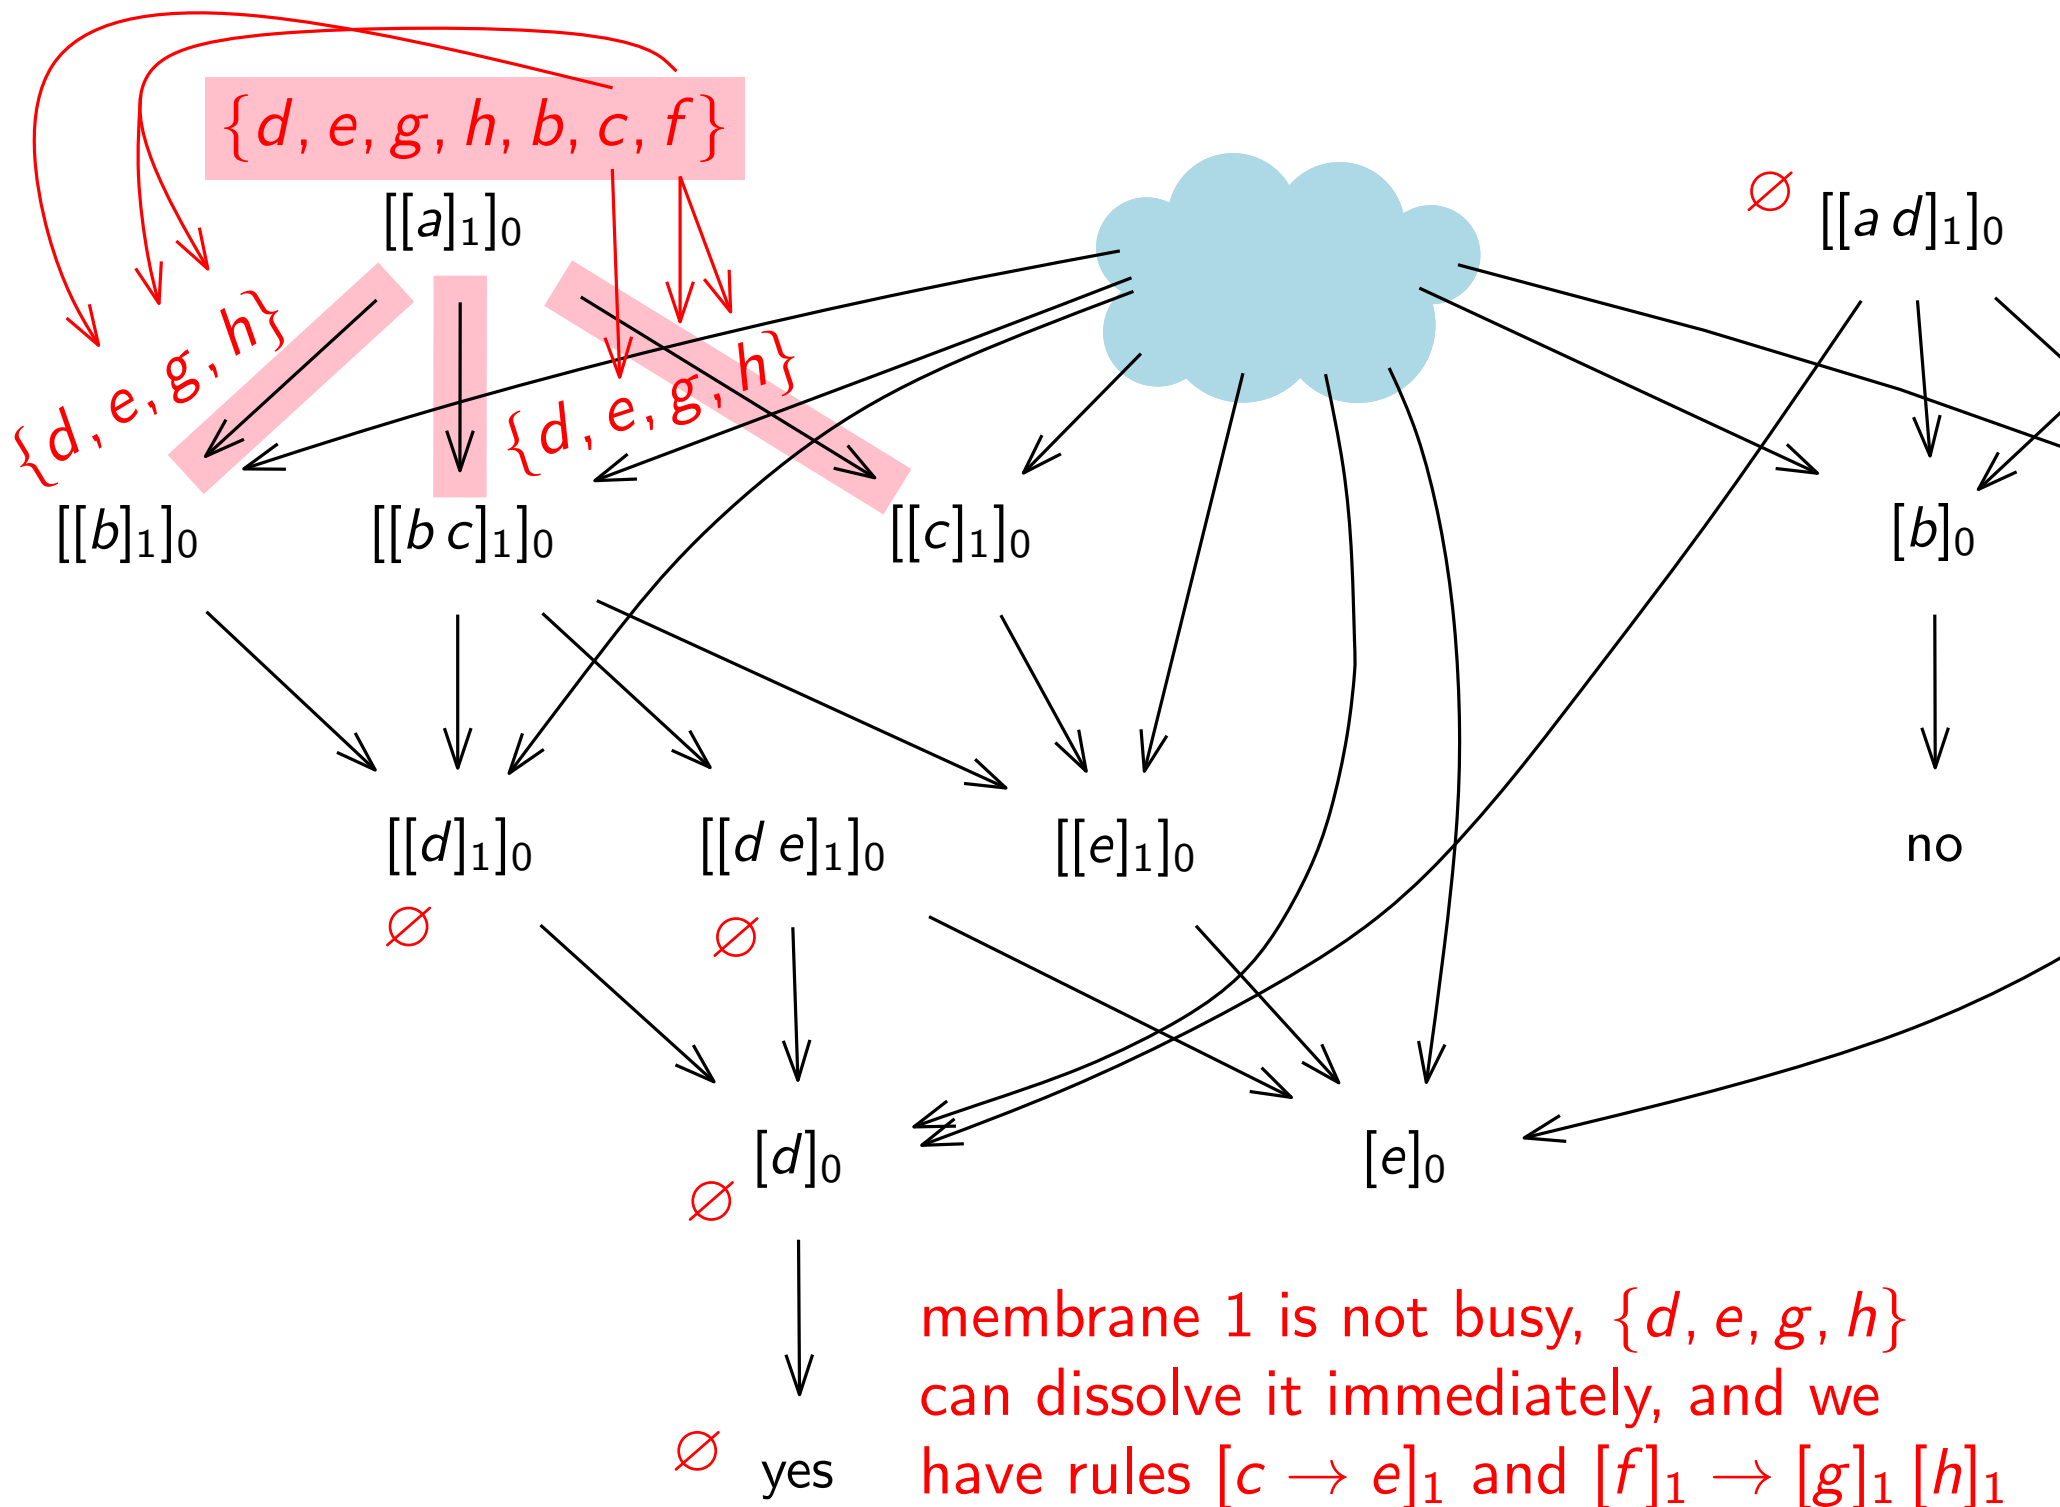 {d, e, g, h, b, c, f}
∅ [[a d]₁]₀
[[a]₁]₀
{d, e, g, h}
{d, e, g, h}
[[b]₁]₀ [[b c]₁]₀ [[c]₁]₀ [b]₀
[[d]₁]₀ [[d e]₁]₀ [[e]₁]₀ no
∅ ∅
[d]₀ [e]₀
∅
membrane 1 is not busy, {d, e, g, h}
can dissolve it immediately, and we
∅ yes
have rules [c → e]₁ and [f]₁ → [g]₁ [h]₁